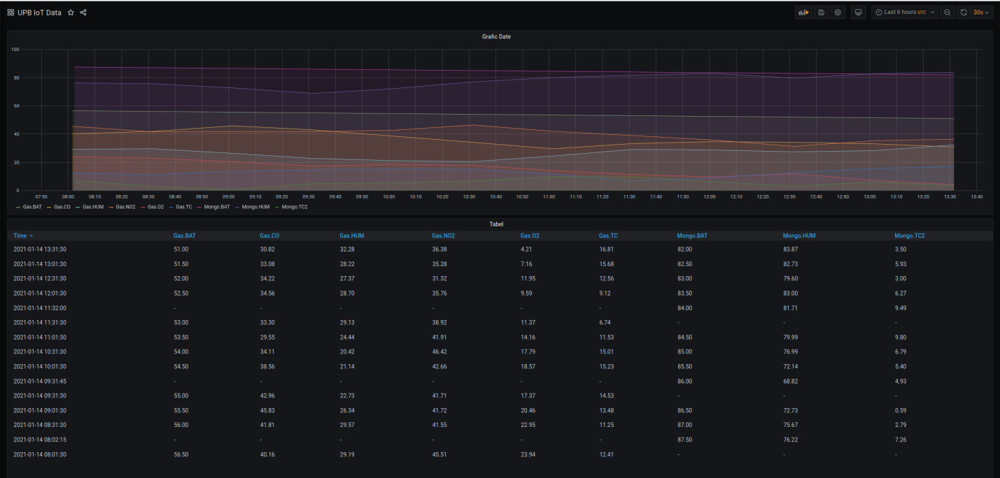 UPB IoT Data
Last 6 hours UTC
30s
Grafic Date
100
80
60
40
20
0
07:50 08:00 08:10 08:20 08:30 08:40 08:50 09:00 09:10 09:20 09:30 09:40 09:50 10:00 10:10 10:20 10:30 10:40 10:50 11:00 11:10 11:20 11:30 11:40 11:50 12:00 12:10 12:20 12:30 12:40 12:50 13:00 13:10 13:20 13:30 13:40
Gas.BAT Gas.CO Gas.HUM Gas.NO2 Gas.O2 Gas.TC Mongo.BAT Mongo.HUM Mongo.TC2
Tabel
Time Gas.BAT Gas.CO Gas.HUM Gas.NO2 Gas.O2 Gas.TC Mongo.BAT Mongo.HUM Mongo.TC2
2021-01-14 13:31:30 51.00 30.82 32.28 36.38 4.21 16.81 82.00 83.87 3.50
2021-01-14 13:01:30 51.50 33.08 28.22 35.28 7.16 15.68 82.50 82.73 5.93
2021-01-14 12:31:30 52.00 34.22 27.37 31.32 11.95 12.56 83.00 79.60 3.00
2021-01-14 12:01:30 52.50 34.56 28.70 35.76 9.59 9.12 83.50 83.00 6.27
2021-01-14 11:32:00 - - - - - - 84.00 81.71 9.49
2021-01-14 11:31:30 53.00 33.30 29.13 38.92 11.37 6.74 - - -
2021-01-14 11:01:30 53.50 29.55 24.44 41.91 14.16 11.53 84.50 79.99 9.80
2021-01-14 10:31:30 54.00 34.11 20.42 46.42 17.79 15.01 85.00 76.99 6.79
2021-01-14 10:01:30 54.50 38.56 21.14 42.66 18.57 15.23 85.50 72.14 5.40
2021-01-14 09:31:45 - - - - - - 86.00 68.82 4.93
2021-01-14 09:31:30 55.00 42.96 22.73 41.71 17.37 14.53 - - -
2021-01-14 09:01:30 55.50 45.83 26.34 41.72 20.46 13.48 86.50 72.73 0.59
2021-01-14 08:31:30 56.00 41.81 29.57 41.55 22.95 11.25 87.00 75.67 2.79
2021-01-14 08:02:15 - - - - - - 87.50 76.22 7.26
2021-01-14 08:01:30 56.50 40.16 29.19 45.51 23.94 12.41 - - -